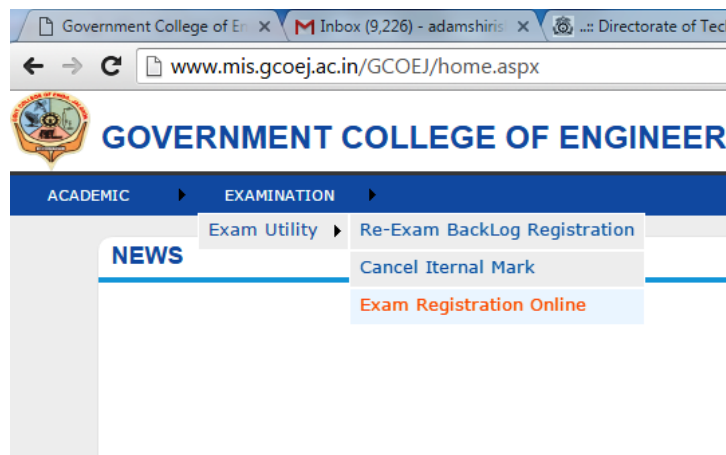 Government College of En
Inbox (9,226) - adamshiris
..:: Directorate of Tec
www.mis.gcoej.ac.in/GCOEJ/home.aspx
GOVERNMENT COLLEGE OF ENGINEER
ACADEMIC EXAMINATION
Exam Utility Re-Exam BackLog Registration
NEWS
Cancel Iternal Mark
Exam Registration Online